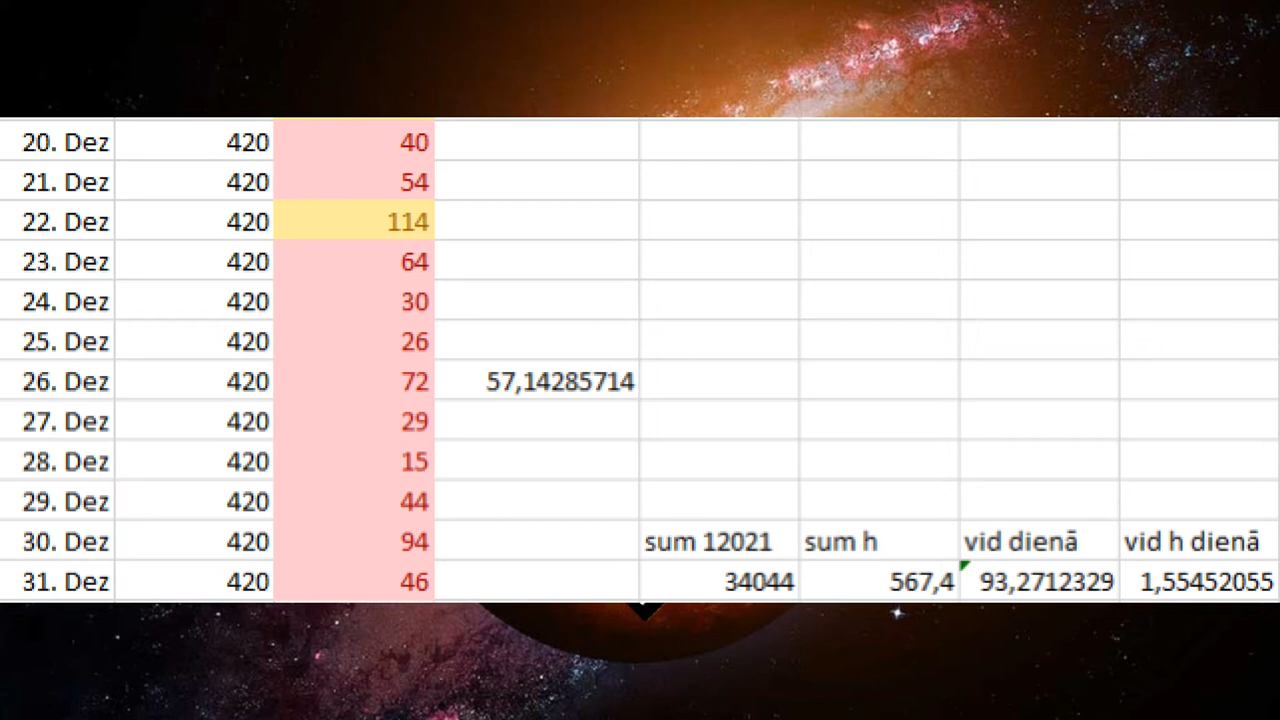 20. Dez 420 40
21. Dez 420 54
22. Dez 420 114
23. Dez 420 64
24. Dez 420 30
25. Dez 420 26
26. Dez 420 72 57,14285714
27. Dez 420 29
28. Dez 420 15
29. Dez 420 44
30. Dez 420 94 sum 12021 sum h vid dienā vid h dienā
31. Dez 420 46 34044 567,4 93,2712329 1,55452055